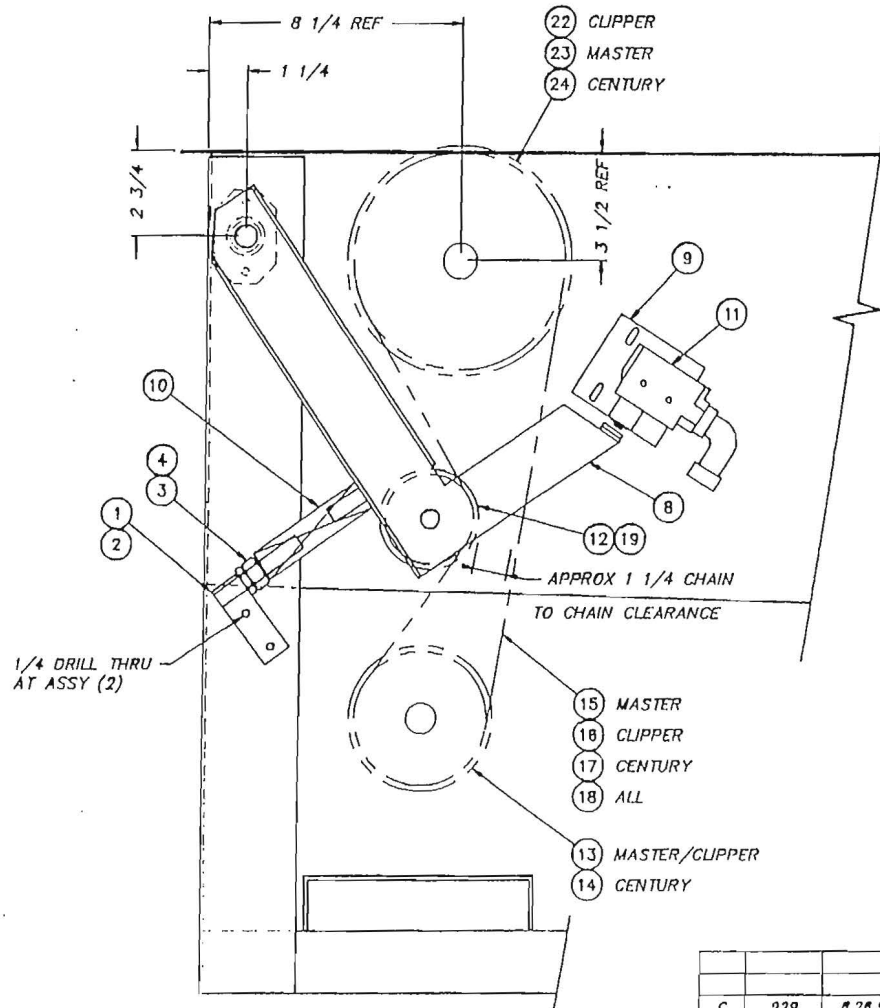 8 1/4 REF
1 1/4
2 3/4
3 1/2 REF
22 CLIPPER
23 MASTER
24 CENTURY
9
11
10
4
3
1
2
8
12 19
APPROX 1 1/4 CHAIN
TO CHAIN CLEARANCE
1/4 DRILL THRU
AT ASSY (2)
15 MASTER
16 CLIPPER
17 CENTURY
18 ALL
13 MASTER/CLIPPER
14 CENTURY
C 929